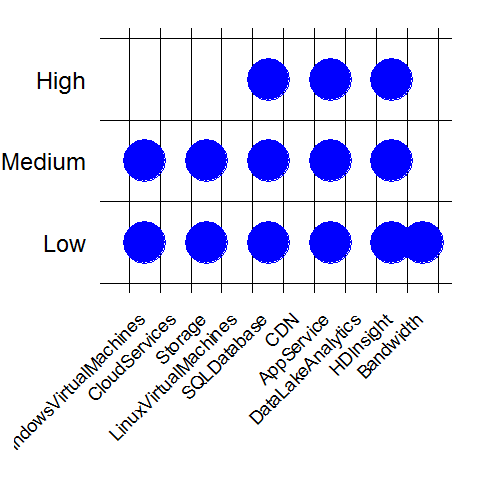 High
Medium
Low
ndowsVirtualMachines
CloudServices
Storage
LinuxVirtualMachines
SQLDatabase
CDN
AppService
DataLakeAnalytics
HDInsight
Bandwidth